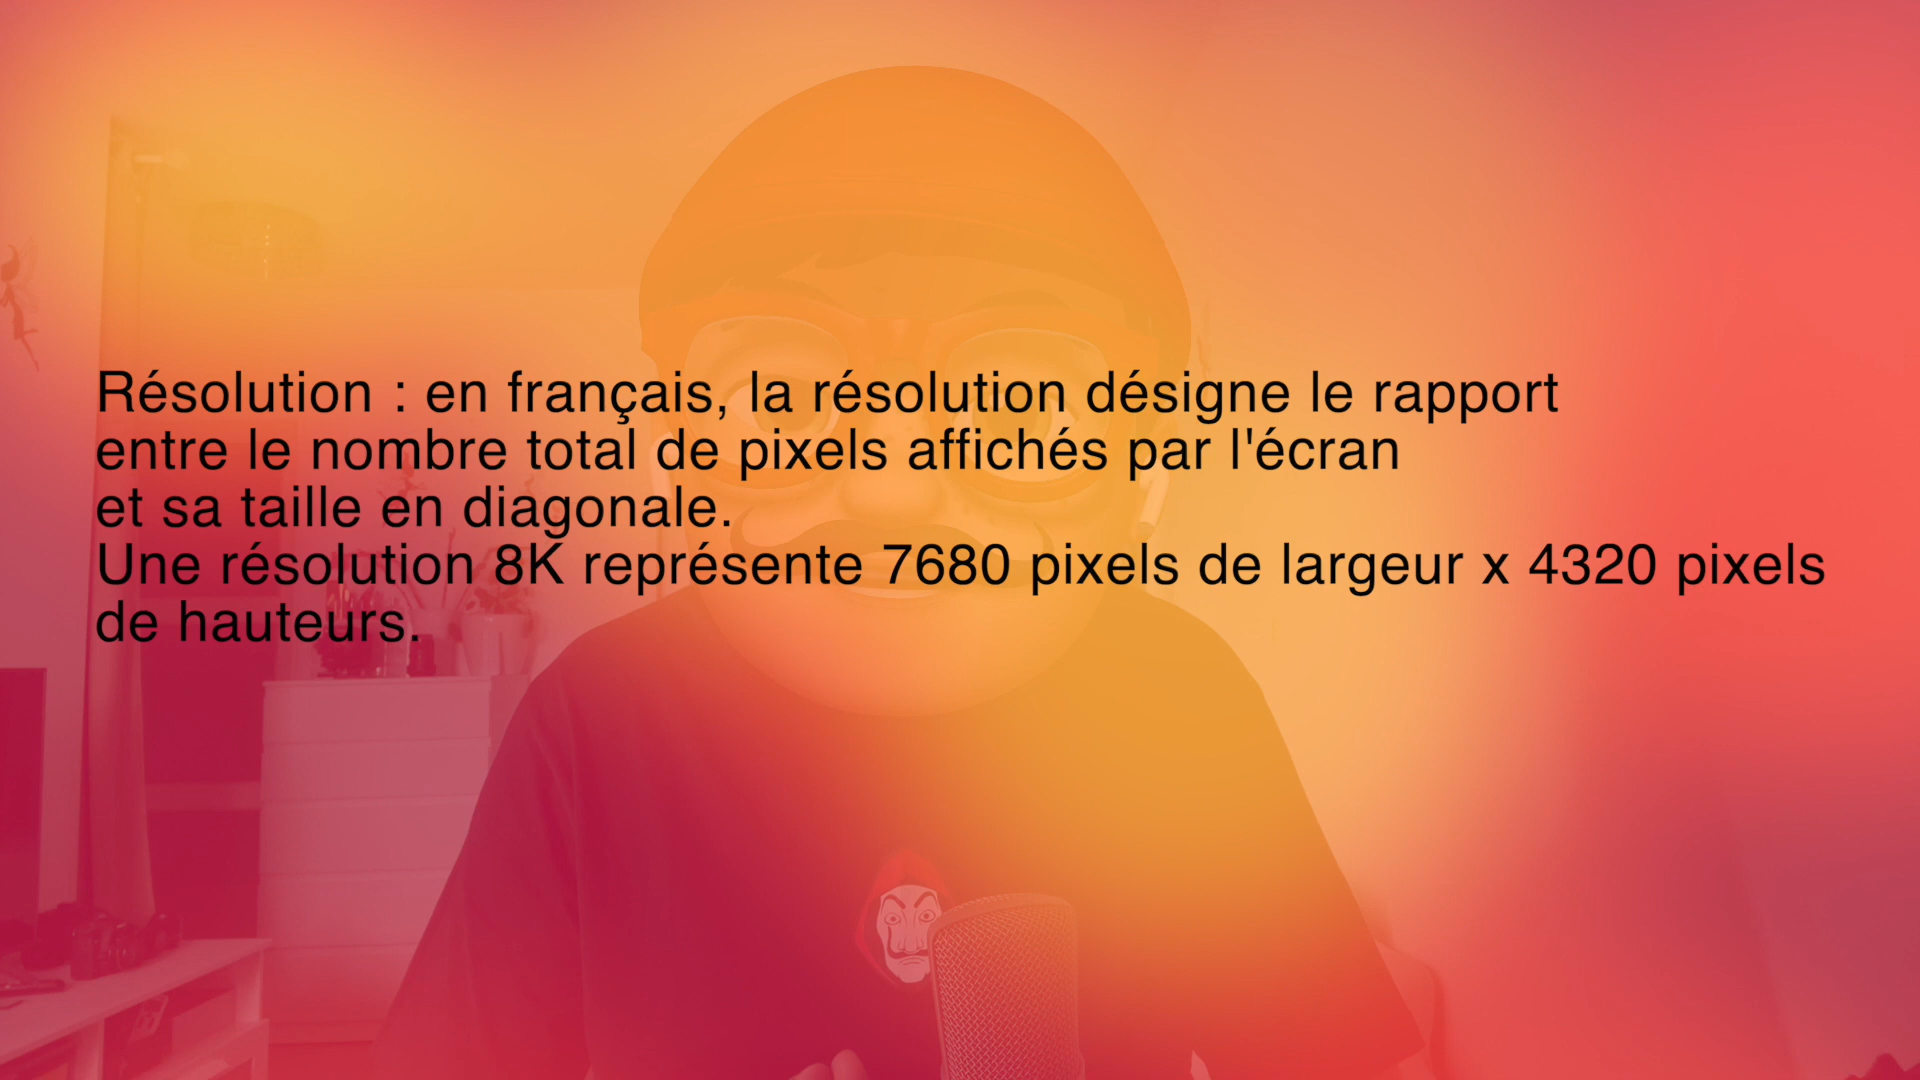 Résolution : en français, la résolution désigne le rapport
entre le nombre total de pixels affichés par l'écran
et sa taille en diagonale.
Une résolution 8K représente 7680 pixels de largeur x 4320 pixels
de hauteurs.